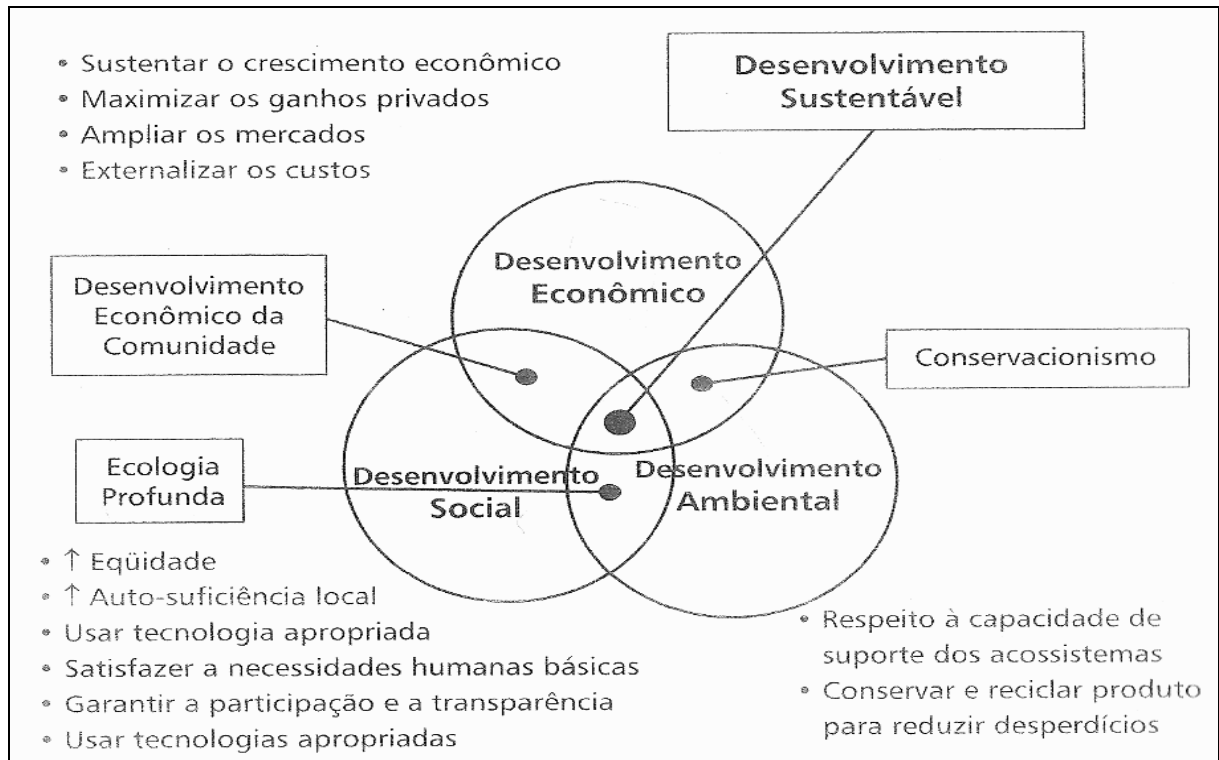 • Sustentar o crescimento econômico
• Maximizar os ganhos privados
• Ampliar os mercados
• Externalizar os custos
Desenvolvimento
Sustentável
Desenvolvimento
Econômico
Desenvolvimento
Econômico da
Comunidade
Conservacionismo
Ecologia
Profunda
Desenvolvimento
Social
Desenvolvimento
Ambiental
• ↑ Eqüidade
• ↑ Auto-suficiência local
• Usar tecnologia apropriada
• Satisfazer a necessidades humanas básicas
• Garantir a participação e a transparência
• Usar tecnologias apropriadas
• Respeito à capacidade de
suporte dos acossistemas
• Conservar e reciclar produto
para reduzir desperdícios